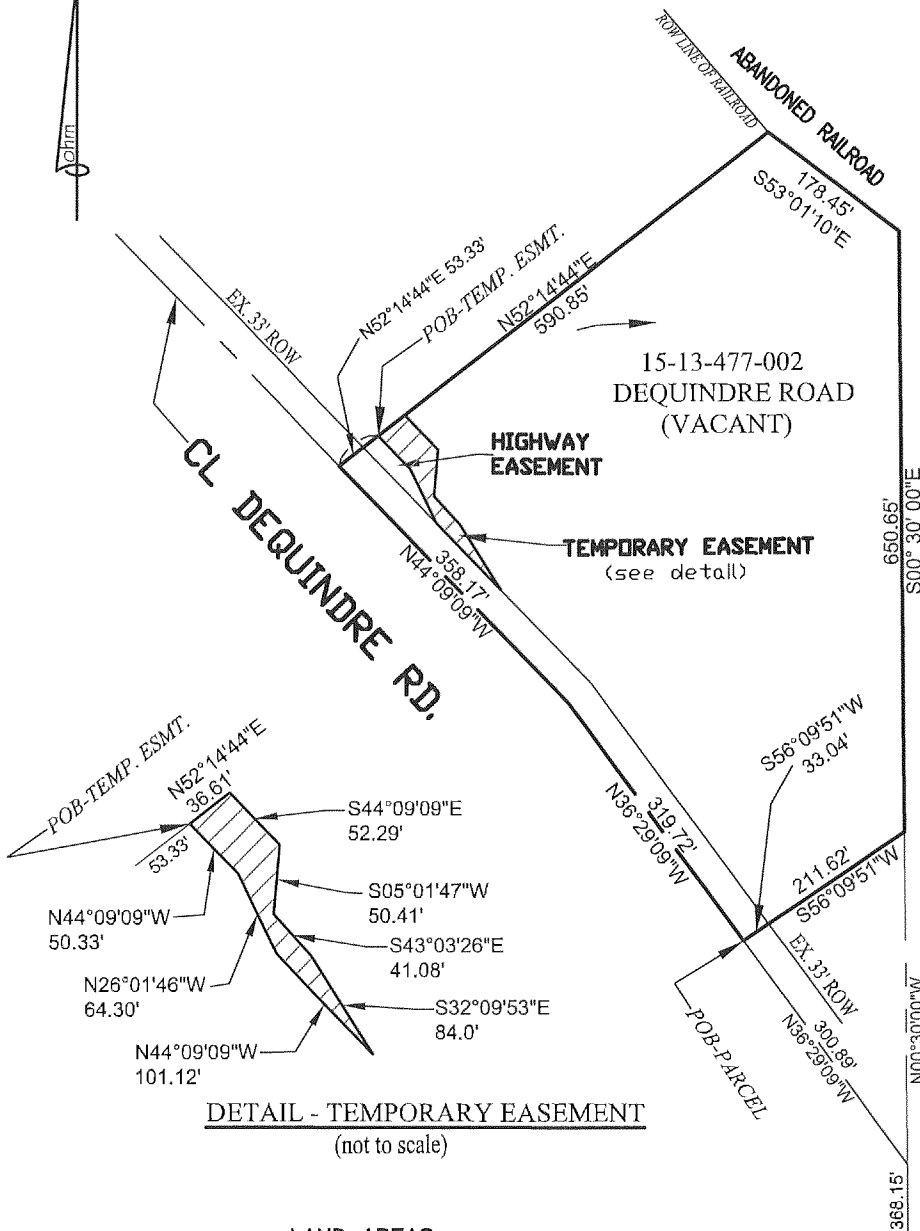 ohm
ROW LINE OF RAILROAD
ABANDONED RAILROAD
178.45'
S53°01'10"E
N52°14'44"E 53.33'
POB-TEMP. ESMT.
N52°14'44"E
590.85'
EX. 33' ROW
15-13-477-002
DEQUINDRE ROAD
(VACANT)
HIGHWAY
EASEMENT
CL DEQUINDRE RD.
TEMPORARY EASEMENT
(see detail)
650.65'
S00° 30' 00"E
358.17'
N44°09'09"W
S56°09'51"W
33.04'
319.72'
N36°29'09"W
211.62'
S56°09'51"W
EX. 33' ROW
POB-PARCEL
300.89'
N36°29'09"W
N00°30'00"W
368.15'
POB-TEMP. ESMT.
N52°14'44"E
36.61'
53.33'
S44°09'09"E
52.29'
S05°01'47"W
50.41'
N44°09'09"W
50.33'
S43°03'26"E
41.08'
N26°01'46"W
64.30'
S32°09'53"E
84.0'
N44°09'09"W
101.12'
DETAIL - TEMPORARY EASEMENT
(not to scale)
LAND AREAS